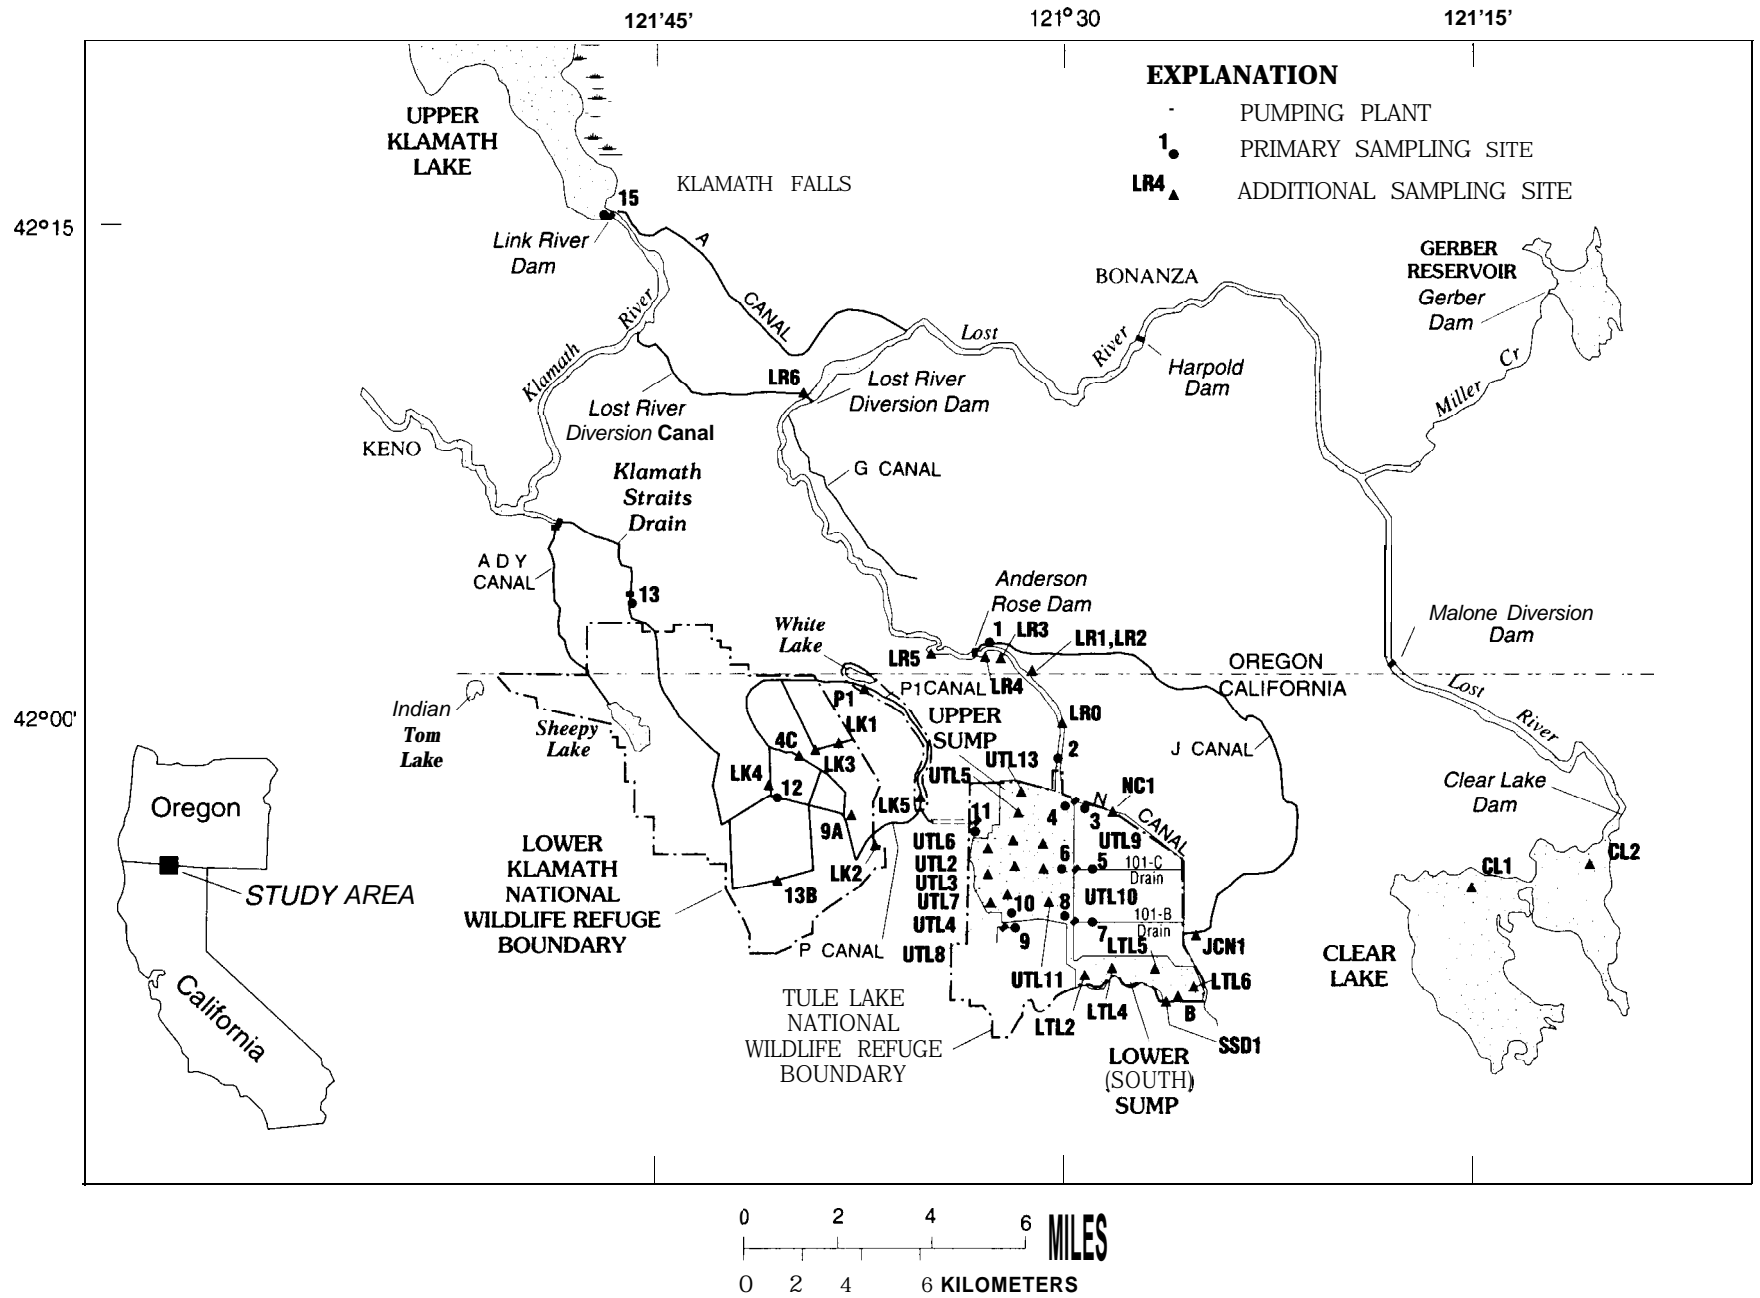 121'45'
121° 30
121°15'
EXPLANATION
- PUMPING PLANT
1 PRIMARY SAMPLING SITE
LR4 ADDITIONAL SAMPLING SITE
UPPER
KLAMATH
LAKE
KLAMATH FALLS
15
42°15
Link River
Dam
A
CANAL
BONANZA
GERBER
RESERVOIR
Gerber
Dam
Klamath
River
Lost
River
Harpold
Dam
Miller
Cr
LR6
Lost River
Diversion Dam
Lost River
Diversion Canal
KENO
Klamath
Straits
Drain
G CANAL
ADY
CANAL
13
Anderson
Rose Dam
Malone Diversion
Dam
White
Lake
1
LR3
LR1,LR2
LR5
LR4
OREGON
CALIFORNIA
Lost
River
42°00'
Indian
Tom
Lake
Sheepy
Lake
P1
P1CANAL
UPPER
SUMP
LR0
2
J CANAL
LK1
4C
LK3
LK4
12
LK5
9A
LK2
13B
UTL13
UTL5
11
4
3
N
CANAL
NC1
Clear Lake
Dam
UTL6
UTL2
UTL3
UTL7
UTL4
UTL8
UTL9
6
5
101-C
Drain
UTL10
10
8
101-B
Drain
9
7
CL1
CL2
Oregon
STUDY AREA
California
LOWER
KLAMATH
NATIONAL
WILDLIFE REFUGE
BOUNDARY
P CANAL
JCN1
LTL5
UTL11
LTL6
B
LTL4
LTL2
SSD1
CLEAR
LAKE
TULE LAKE
NATIONAL
WILDLIFE REFUGE
BOUNDARY
LOWER
(SOUTH)
SUMP
0 2 4 6 MILES
0 2 4 6 KILOMETERS